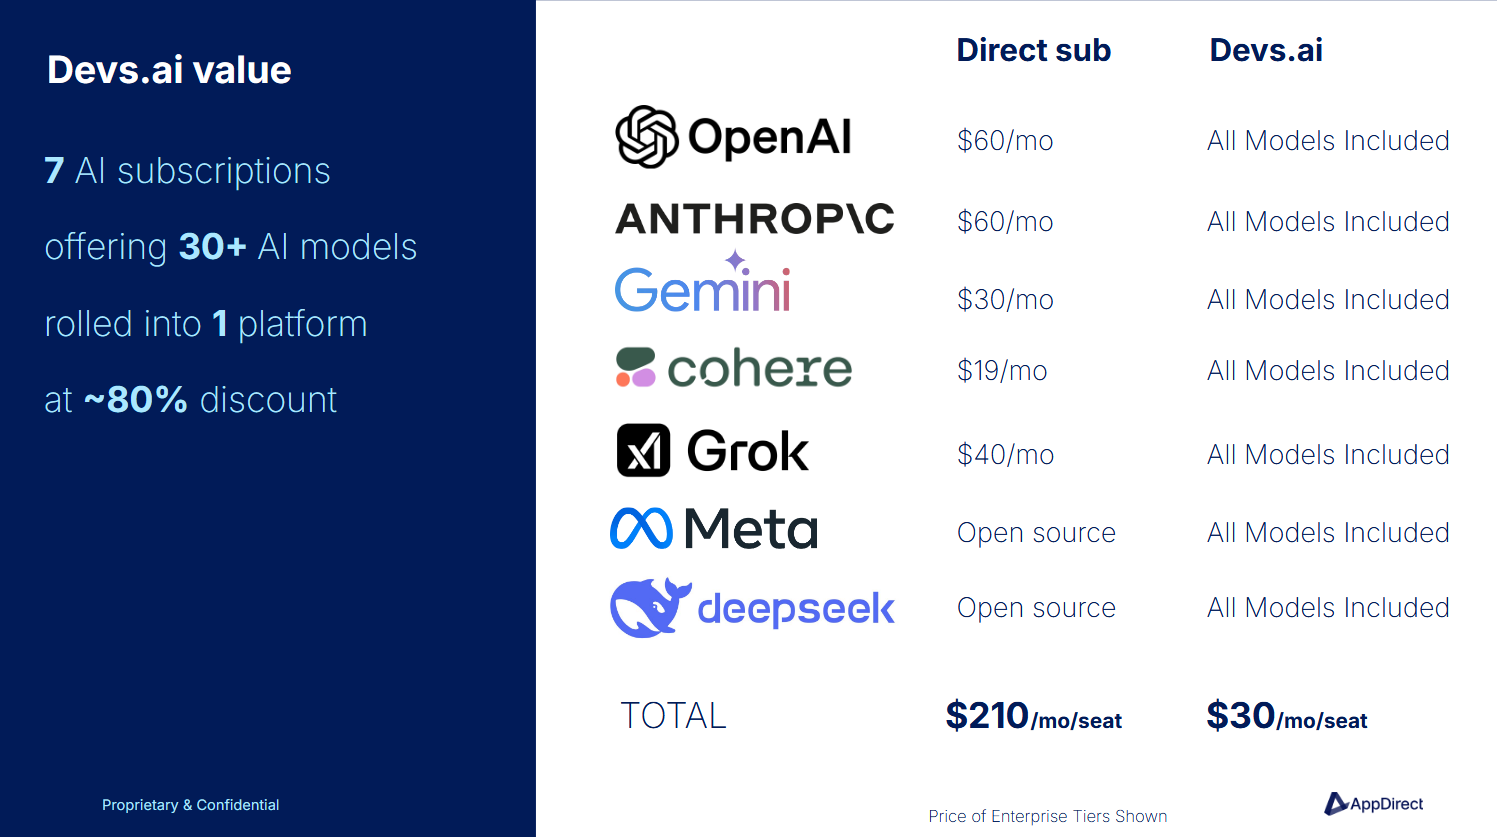 Devs.ai value
7 AI subscriptions
offering 30+ AI models
rolled into 1 platform
at ~80% discount
Proprietary & Confidential
Direct sub Devs.ai
OpenAI $60/mo All Models Included
ANTHROP\C $60/mo All Models Included
Gemini $30/mo All Models Included
cohere $19/mo All Models Included
Grok $40/mo All Models Included
Meta Open source All Models Included
deepseek Open source All Models Included
TOTAL $210/mo/seat $30/mo/seat
Price of Enterprise Tiers Shown
AppDirect